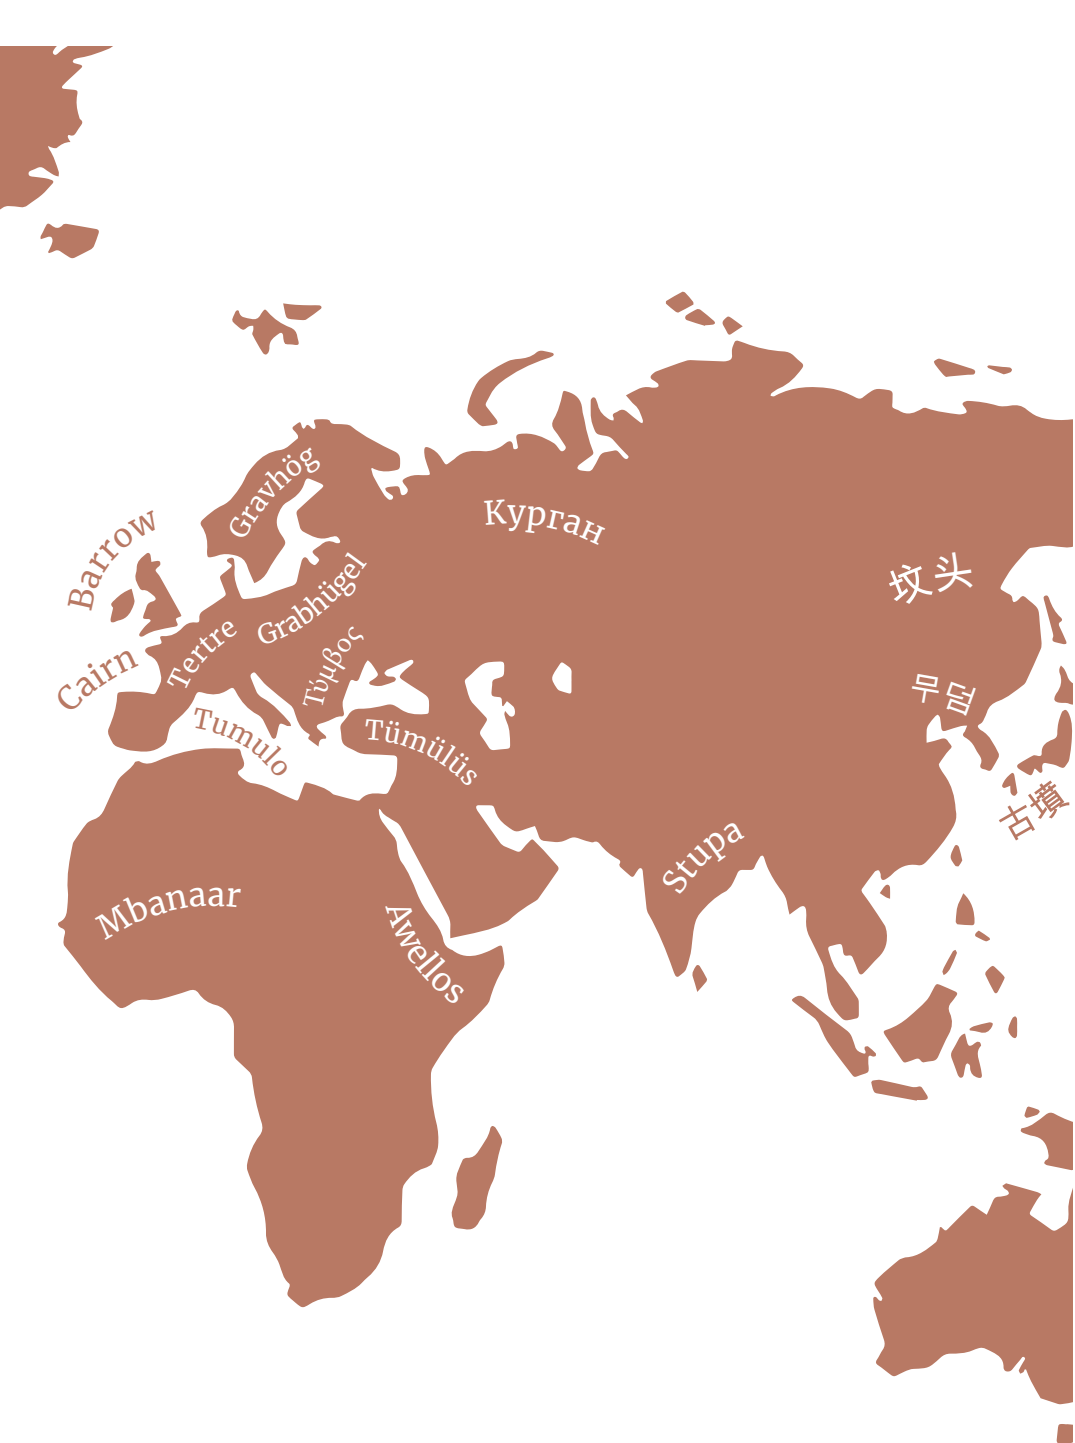 Gravhög
Barrow
Курган
Grabhügel
坟头
Tertre
Τύμβος
Cairn
무덤
Tumulo
Tümülüs
古墳
Stupa
Mbanaar
Awellos